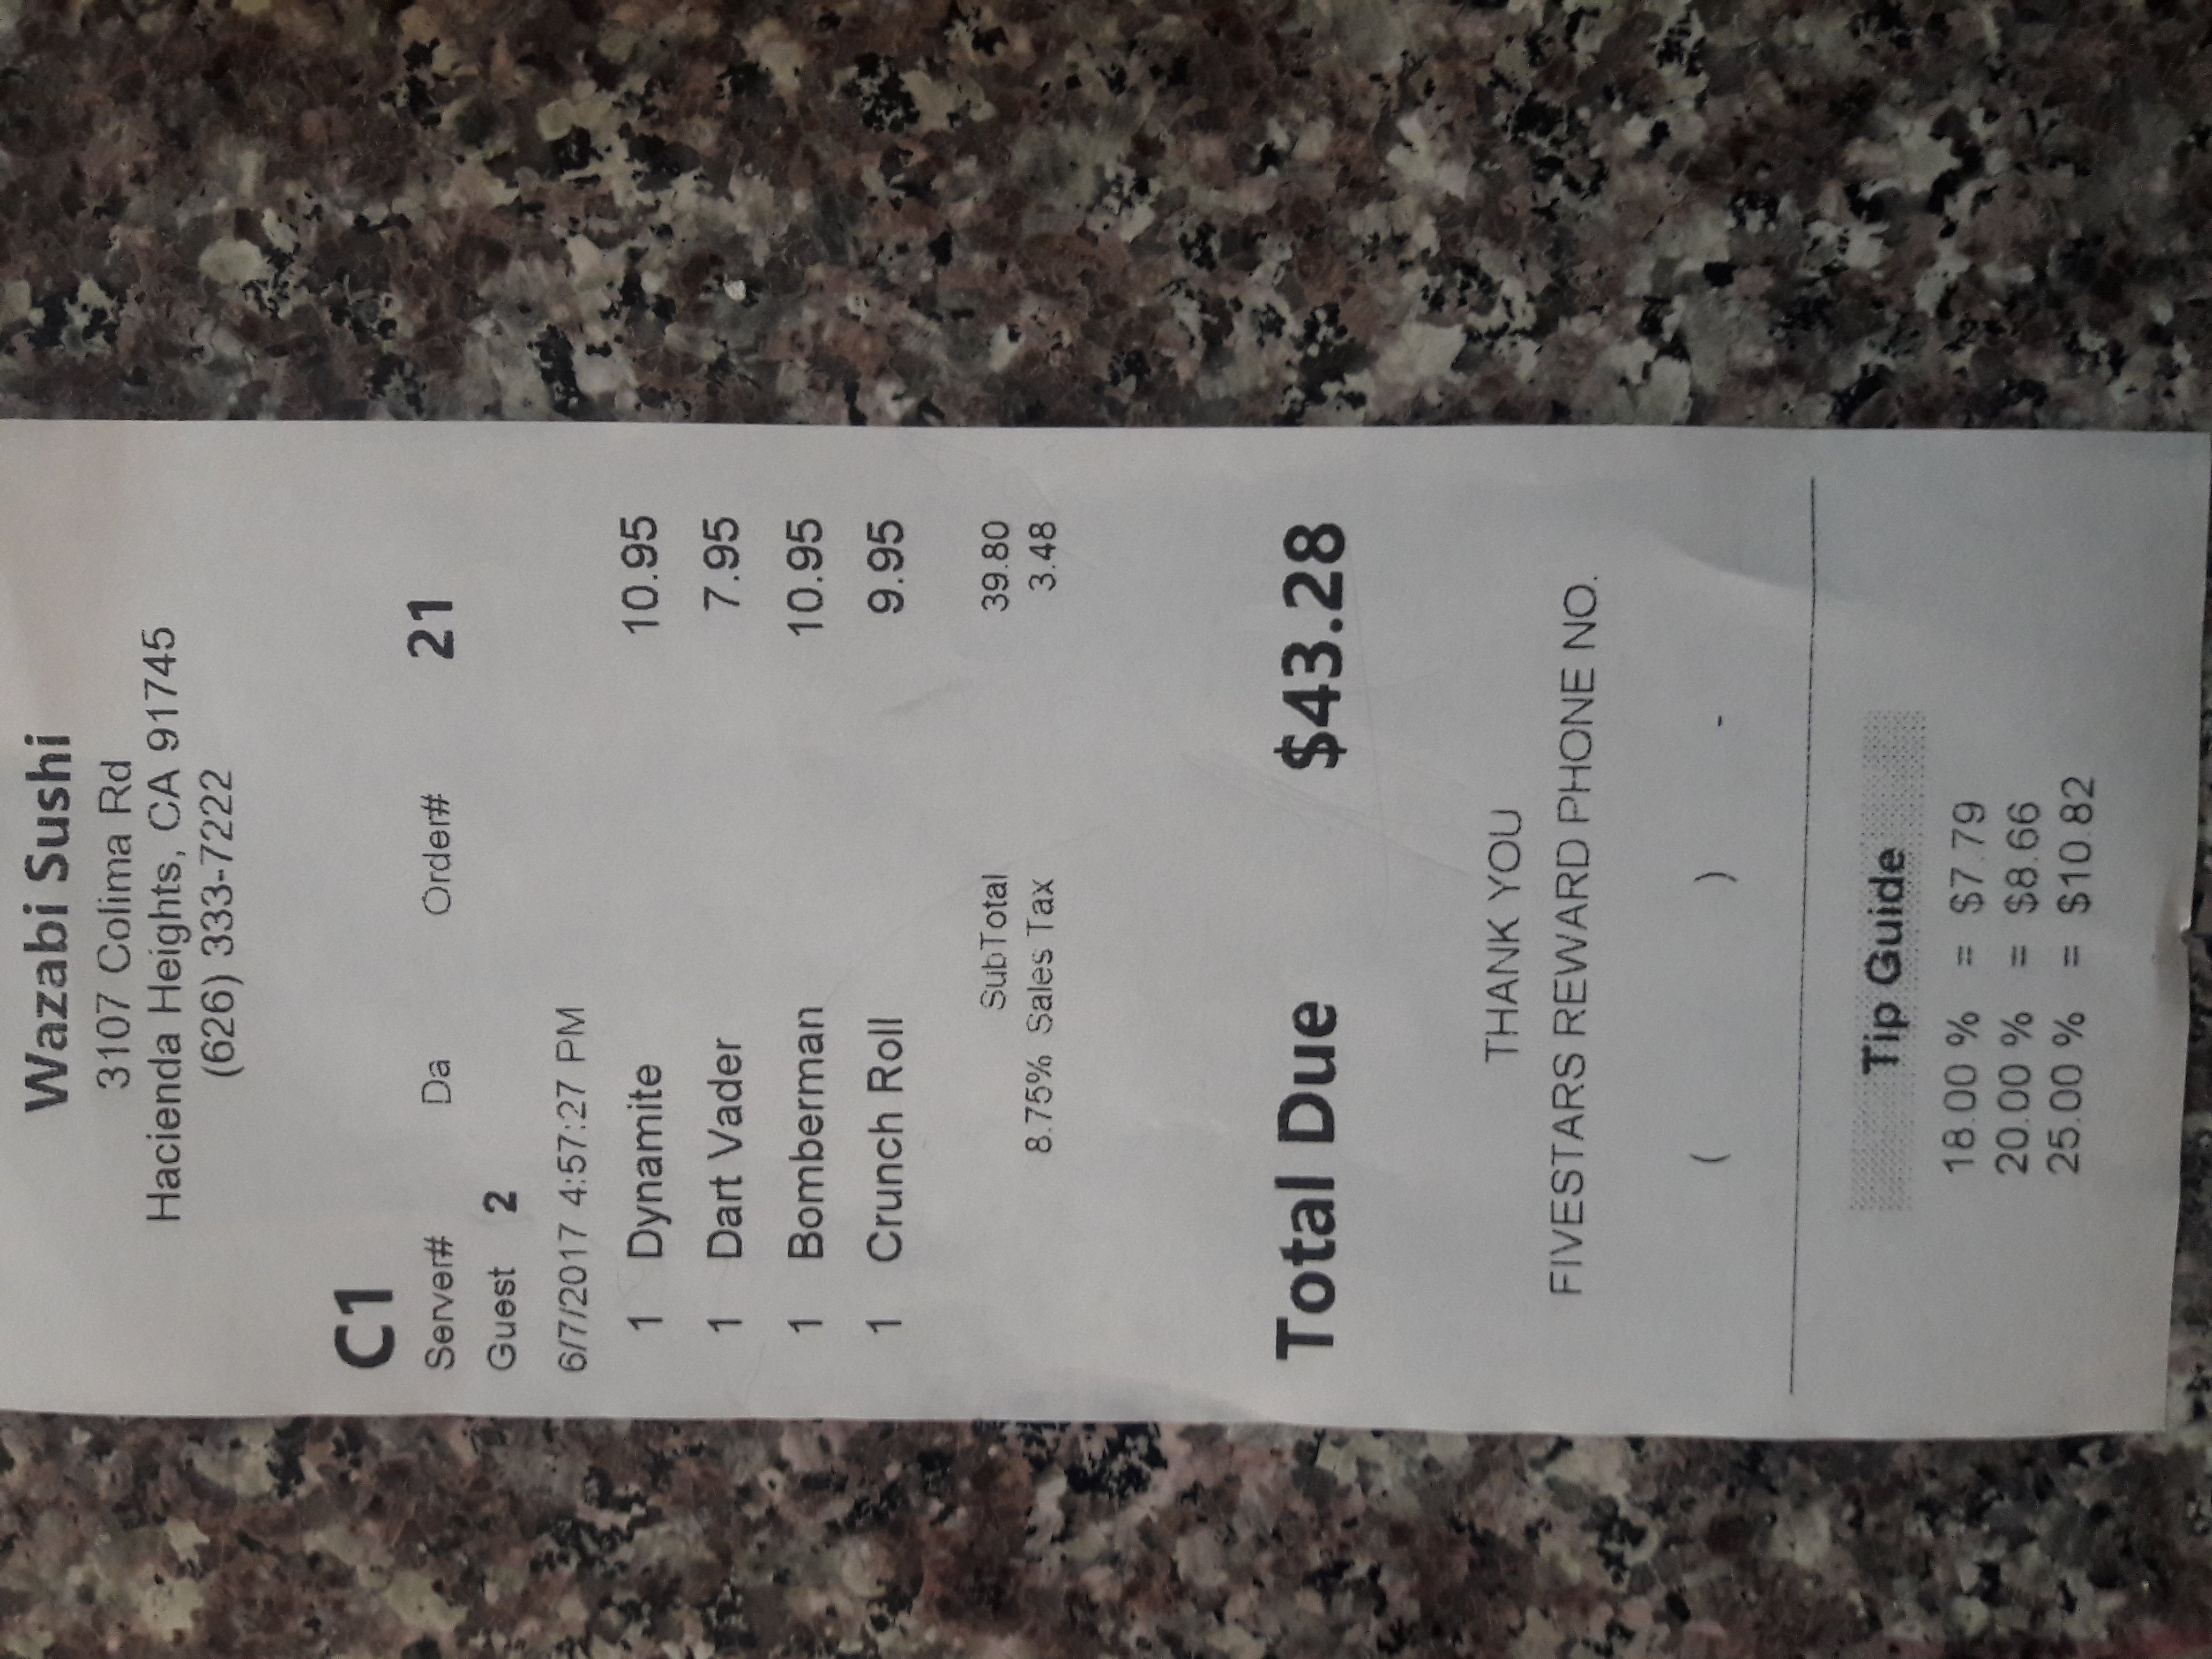 Wazabi Sushi
3107 Colima Rd
Hacienda Heights, CA 91745
(626) 333-7222
C1
Server# Da Order# 21
Guest 2
6/7/2017 4:57:27 PM
1 Dynamite 10.95
1 Dart Vader 7.95
1 Bomberman 10.95
1 Crunch Roll 9.95
SubTotal 39.80
8.75% Sales Tax 3.48
Total Due $43.28
THANK YOU
FIVESTARS REWARD PHONE NO.
( ) -
Tip Guide
18.00 % = $7.79
20.00 % = $8.66
25.00 % = $10.82